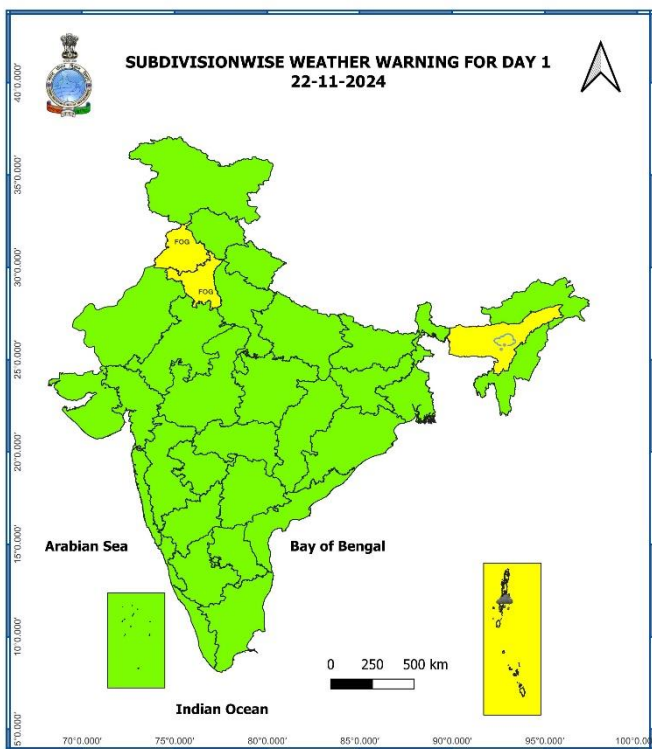 SUBDIVISIONWISE WEATHER WARNING FOR DAY 1
22-11-2024
40°0.000'
35°0.000'
FOG
30°0.000'
FOG
25°0.000'
20°0.000'
15°0.000'
Arabian Sea
Bay of Bengal
10°0.000'
0 250 500 km
Indian Ocean
5°0.000'
70°0.000' 75°0.000' 80°0.000' 85°0.000' 90°0.000' 95°0.000' 100°0.00